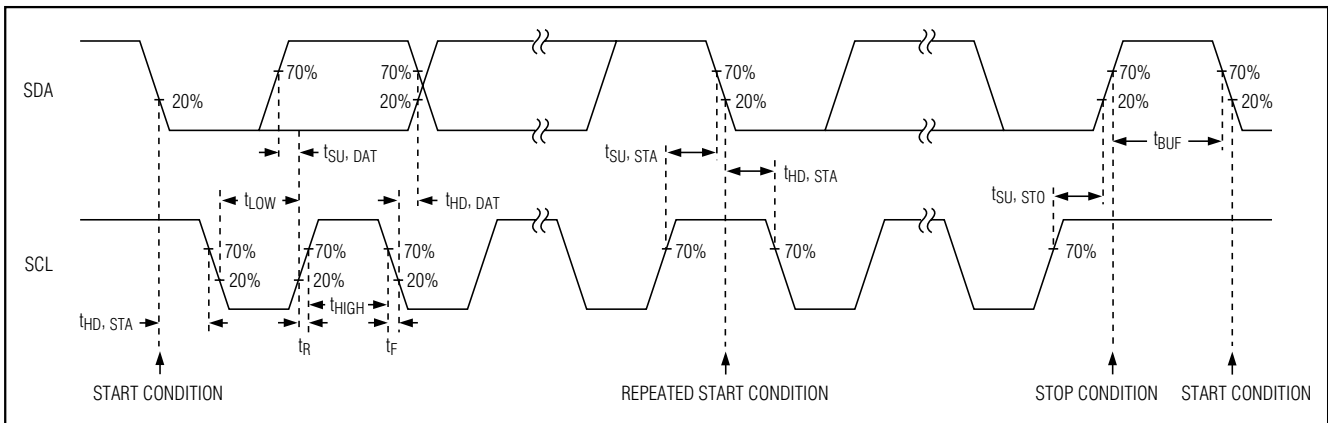 SDA
20%
70%
70%
20%
70%
20%
70%
20%
70%
20%
tSU, DAT
tSU, STA
tBUF
tLOW
tHD, DAT
tHD, STA
tSU, STO
SCL
70%
20%
70%
20%
70%
20%
70%
70%
70%
tHIGH
tHD, STA
tR
tF
START CONDITION
REPEATED START CONDITION
STOP CONDITION
START CONDITION